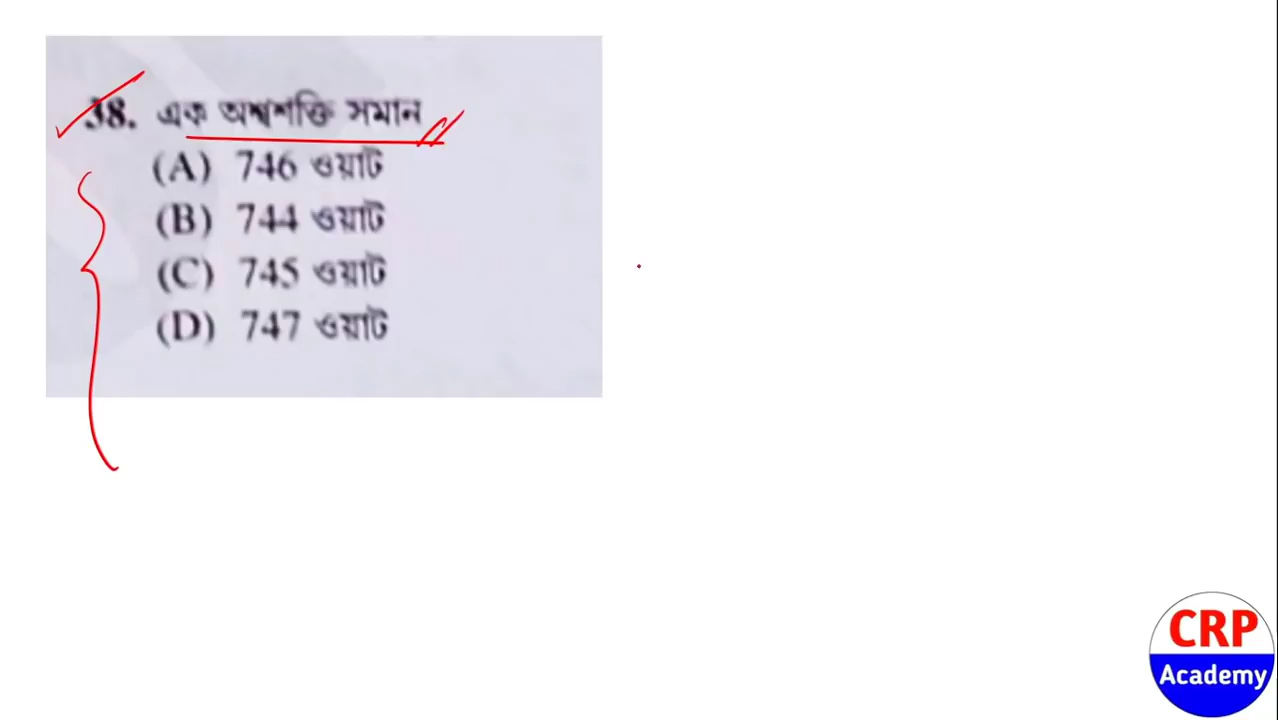 38. এক অশ্বশক্তি সমান
(A) 746 ওয়াট
(B) 744 ওয়াট
(C) 745 ওয়াট
(D) 747 ওয়াট
CRP
Academy